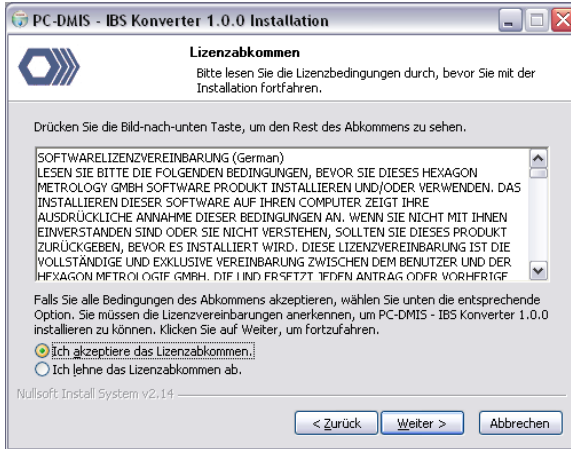 PC-DMIS - IBS Konverter 1.0.0 Installation
Lizenzabkommen
Bitte lesen Sie die Lizenzbedingungen durch, bevor Sie mit der
Installation fortfahren.
Drücken Sie die Bild-nach-unten Taste, um den Rest des Abkommens zu sehen.
SOFTWARELIZENZVEREINBARUNG (German)
LESEN SIE BITTE DIE FOLGENDEN BEDINGUNGEN, BEVOR SIE DIESES HEXAGON
METROLOGY GMBH SOFTWARE PRODUKT INSTALLIEREN UND/ODER VERWENDEN. DAS
INSTALLIEREN DIESER SOFTWARE AUF IHREN COMPUTER ZEIGT IHRE
AUSDRÜCKLICHE ANNAHME DIESER BEDINGUNGEN AN. WENN SIE NICHT MIT IHNEN
EINVERSTANDEN SIND ODER SIE NICHT VERSTEHEN, SOLLTEN SIE DIESES PRODUKT
ZURÜCKGEBEN, BEVOR ES INSTALLIERT WIRD. DIESE LIZENZVEREINBARUNG IST DIE
VOLLSTÄNDIGE UND EXKLUSIVE VEREINBARUNG ZWISCHEN DEM BENUTZER UND DER
HEXAGON METROLOGIE GMBH. DIE UND ERSETZT JEDEN ANTRAG ODER VORHERIGE
Falls Sie alle Bedingungen des Abkommens akzeptieren, wählen Sie unten die entsprechende
Option. Sie müssen die Lizenzvereinbarungen anerkennen, um PC-DMIS - IBS Konverter 1.0.0
installieren zu können. Klicken Sie auf Weiter, um fortzufahren.
Ich akzeptiere das Lizenzabkommen.
Ich lehne das Lizenzabkommen ab.
Nullsoft Install System v2.14
< Zurück
Weiter >
Abbrechen